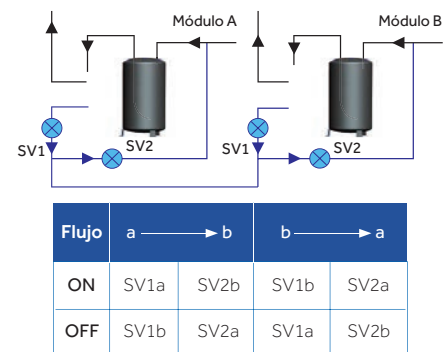 Módulo A
Módulo B
SV1
SV2
SV1
SV2
Flujo a b b a
ON SV1a SV2b SV1b SV2a
OFF SV1b SV2a SV1a SV2b